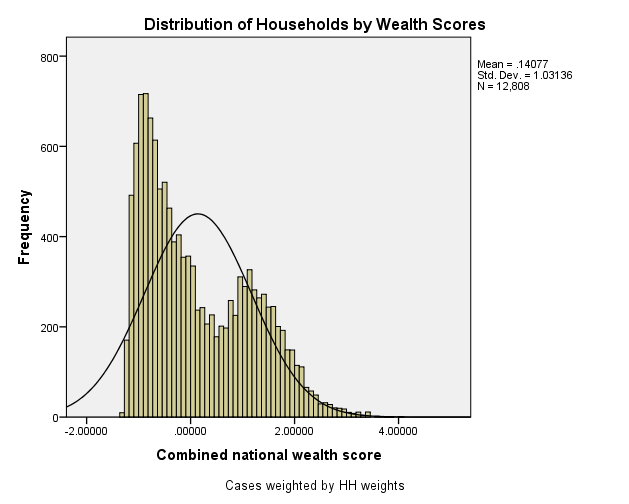 Distribution of Households by Wealth Scores
Mean = .14077
Std. Dev. = 1.03136
N = 12,808
800
600
400
200
0
Frequency
-2.00000 .00000 2.00000 4.00000
Combined national wealth score
Cases weighted by HH weights